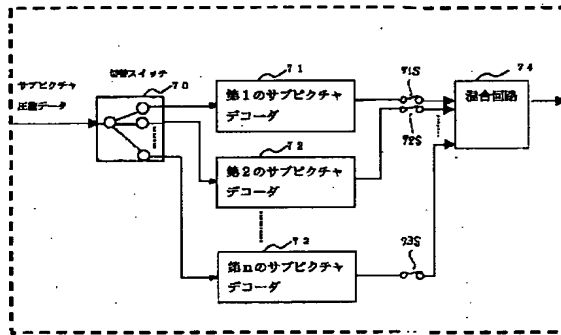 サブピクチャ
圧縮データ
切替スイッチ
70
71
第1のサブピクチャ
デコーダ
72
第2のサブピクチャ
デコーダ
73
第nのサブピクチャ
デコーダ
71S
72S
73S
74
混合回路